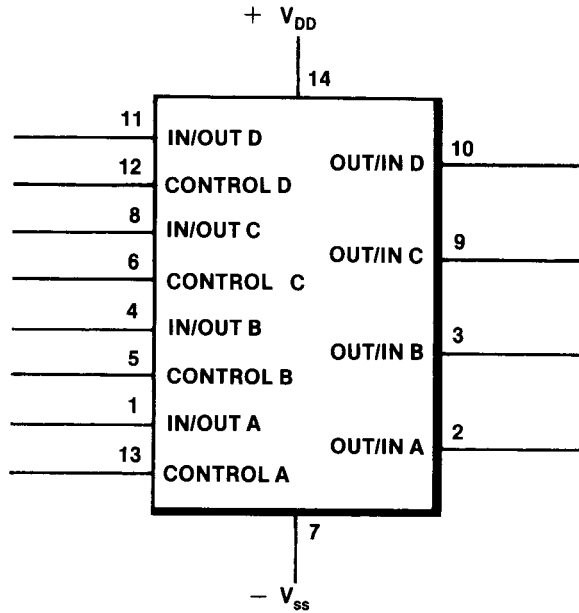 + VDD
14
11 IN/OUT D
OUT/IN D 10
12 CONTROL D
8 IN/OUT C
OUT/IN C 9
6 CONTROL C
4 IN/OUT B
OUT/IN B 3
5 CONTROL B
1 IN/OUT A
OUT/IN A 2
13 CONTROL A
7
− Vss